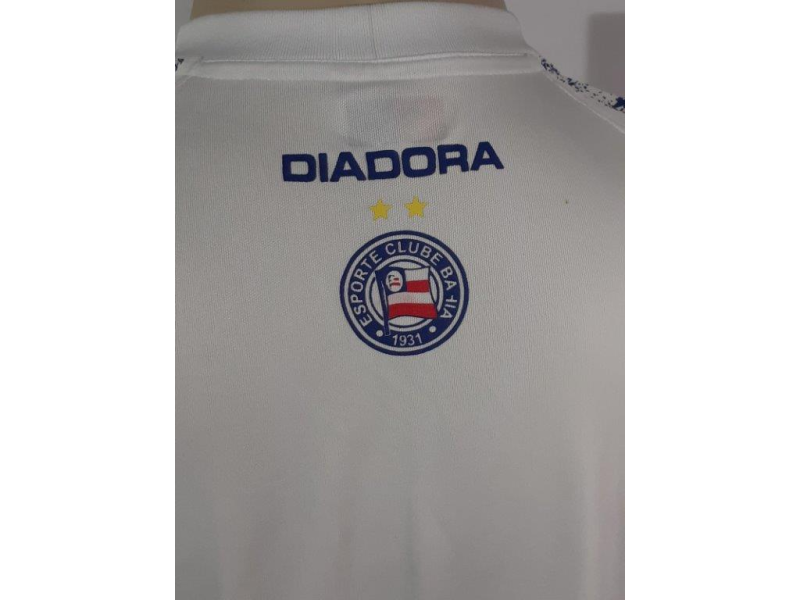 DIADORA
ESPORTE CLUBE BAHIA
1931